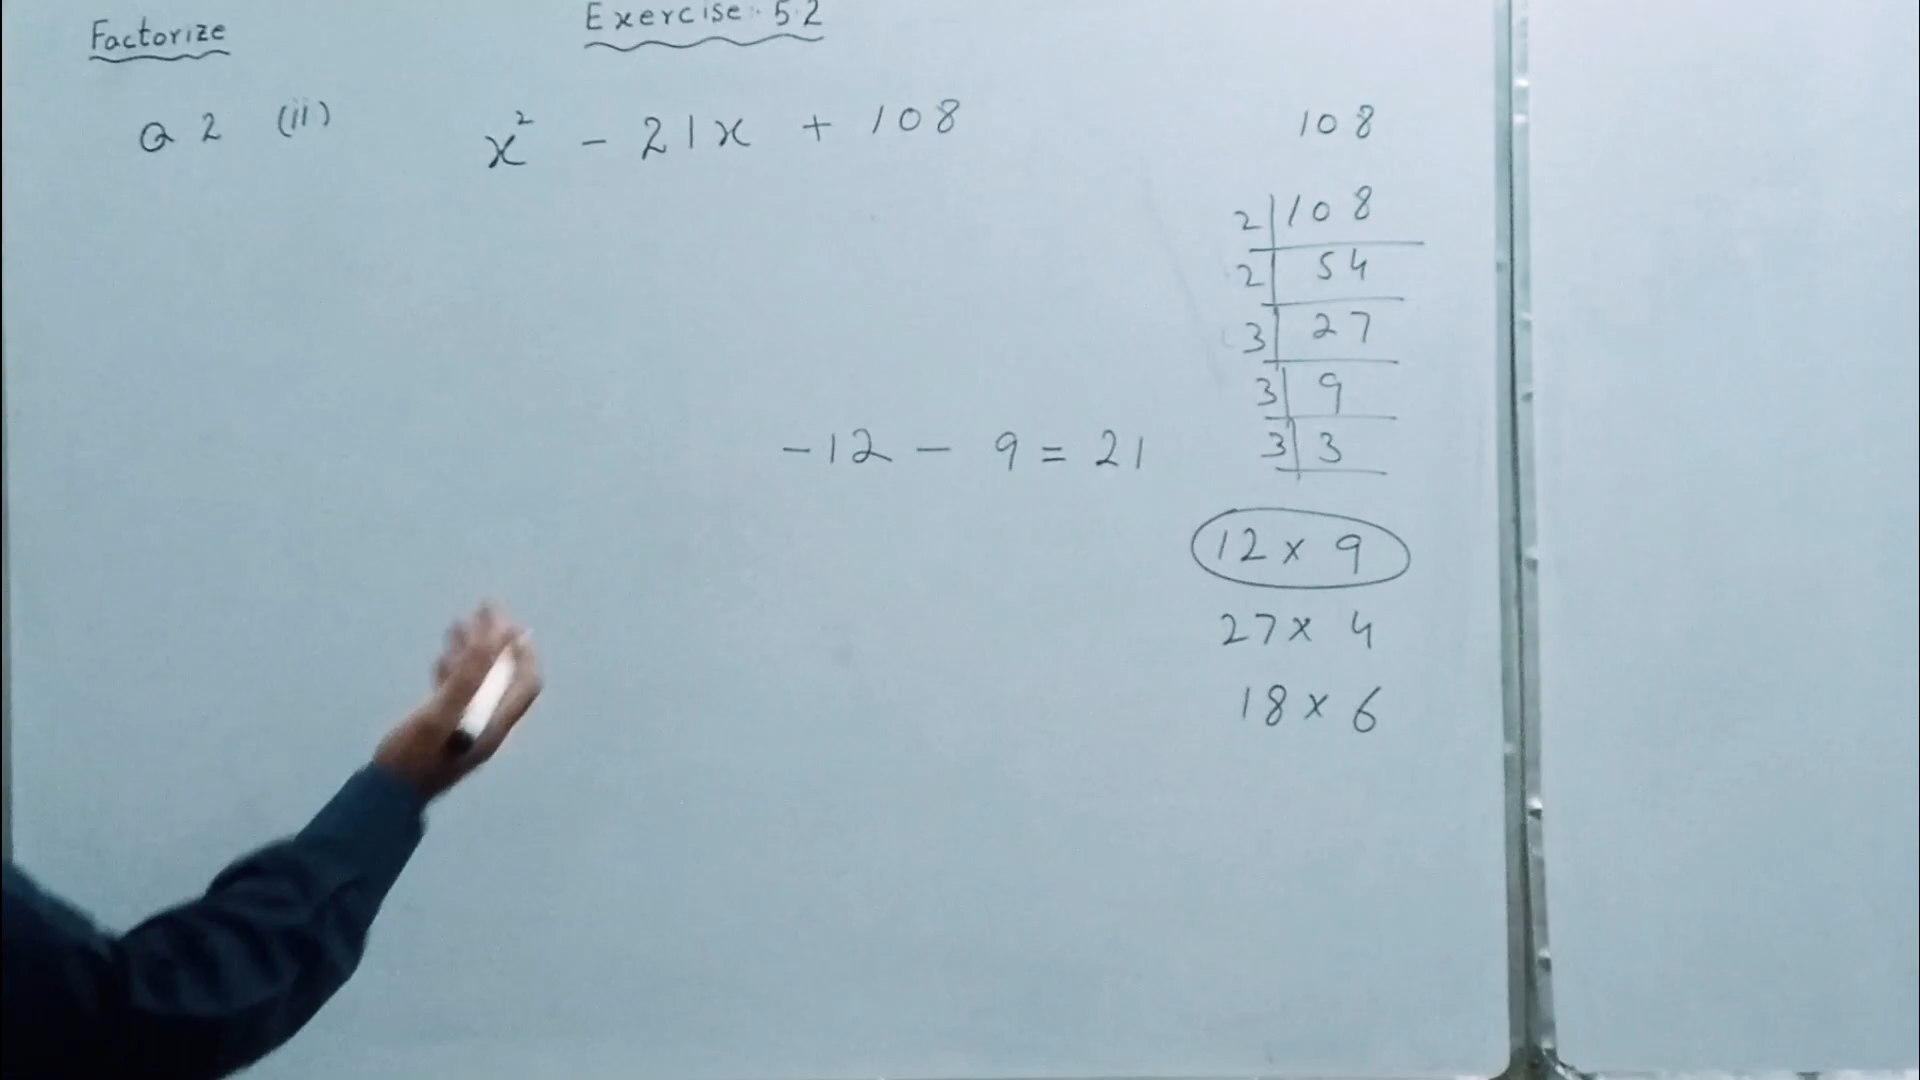 Factorize
Exercise: 5.2
Q 2 (ii) x² - 21x + 108
108
2|108
2|54
3|27
3|9
3|3
-12 - 9 = 21
12 x 9
27 x 4
18 x 6